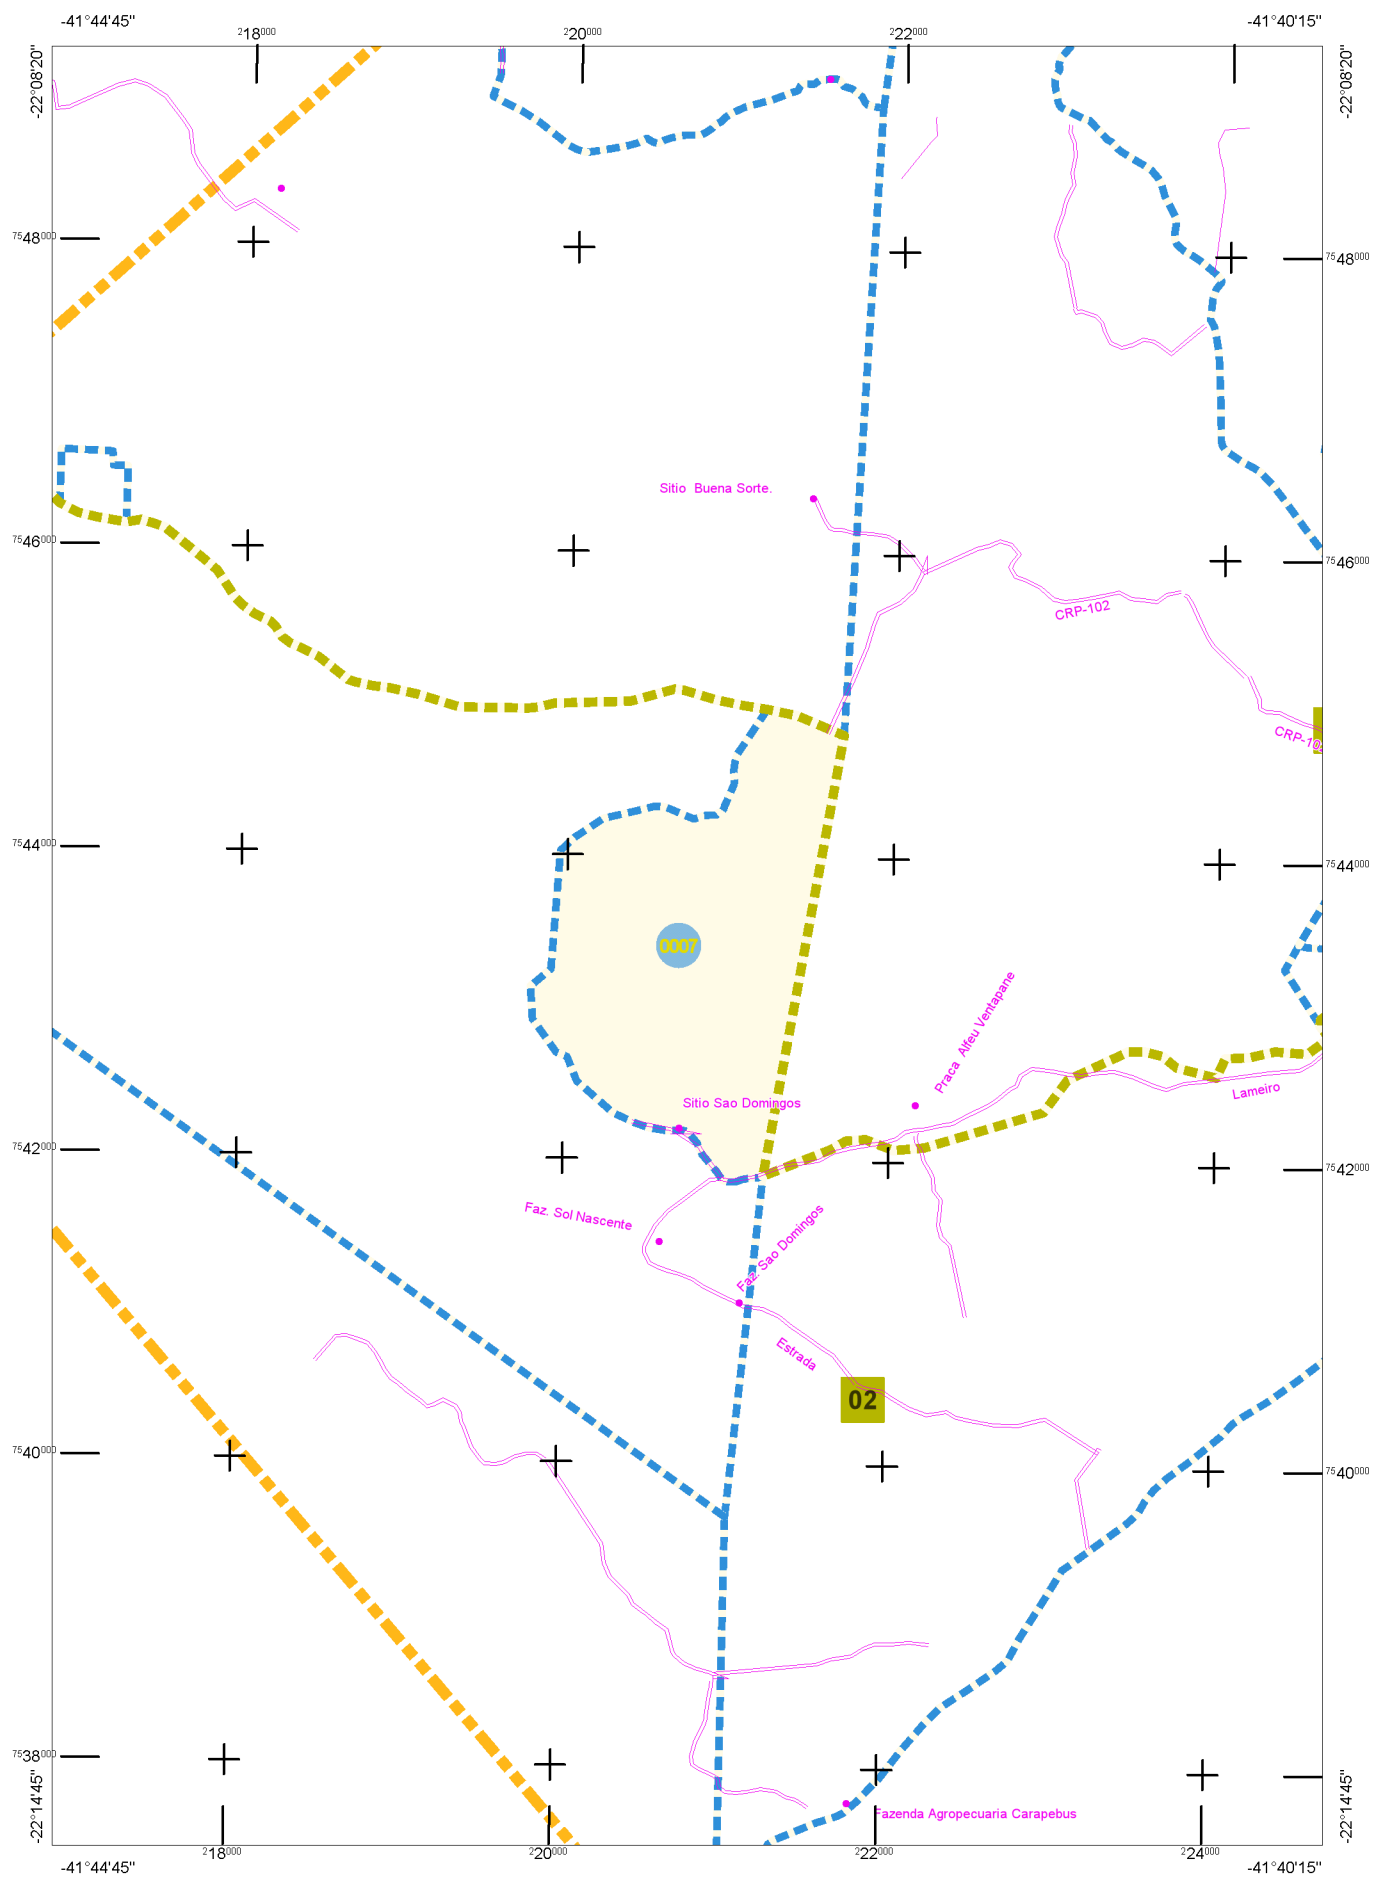 -41°44'45"
-41°40'15"
218000
220000
222000
-22°08'20"
-22°08'20"
7548000
7548000
Sitio Buena Sorte.
7546000
7546000
CRP-102
CRP-102
7544000
7544000
0007
Praca Alfeu Ventapane
Lameiro
Sitio Sao Domingos
7542000
7542000
Faz. Sol Nascente
Faz. Sao Domingos
Estrada
02
7540000
7540000
7538000
-22°14'45"
-22°14'45"
Fazenda Agropecuaria Carapebus
218000
220000
222000
224000
-41°44'45"
-41°40'15"